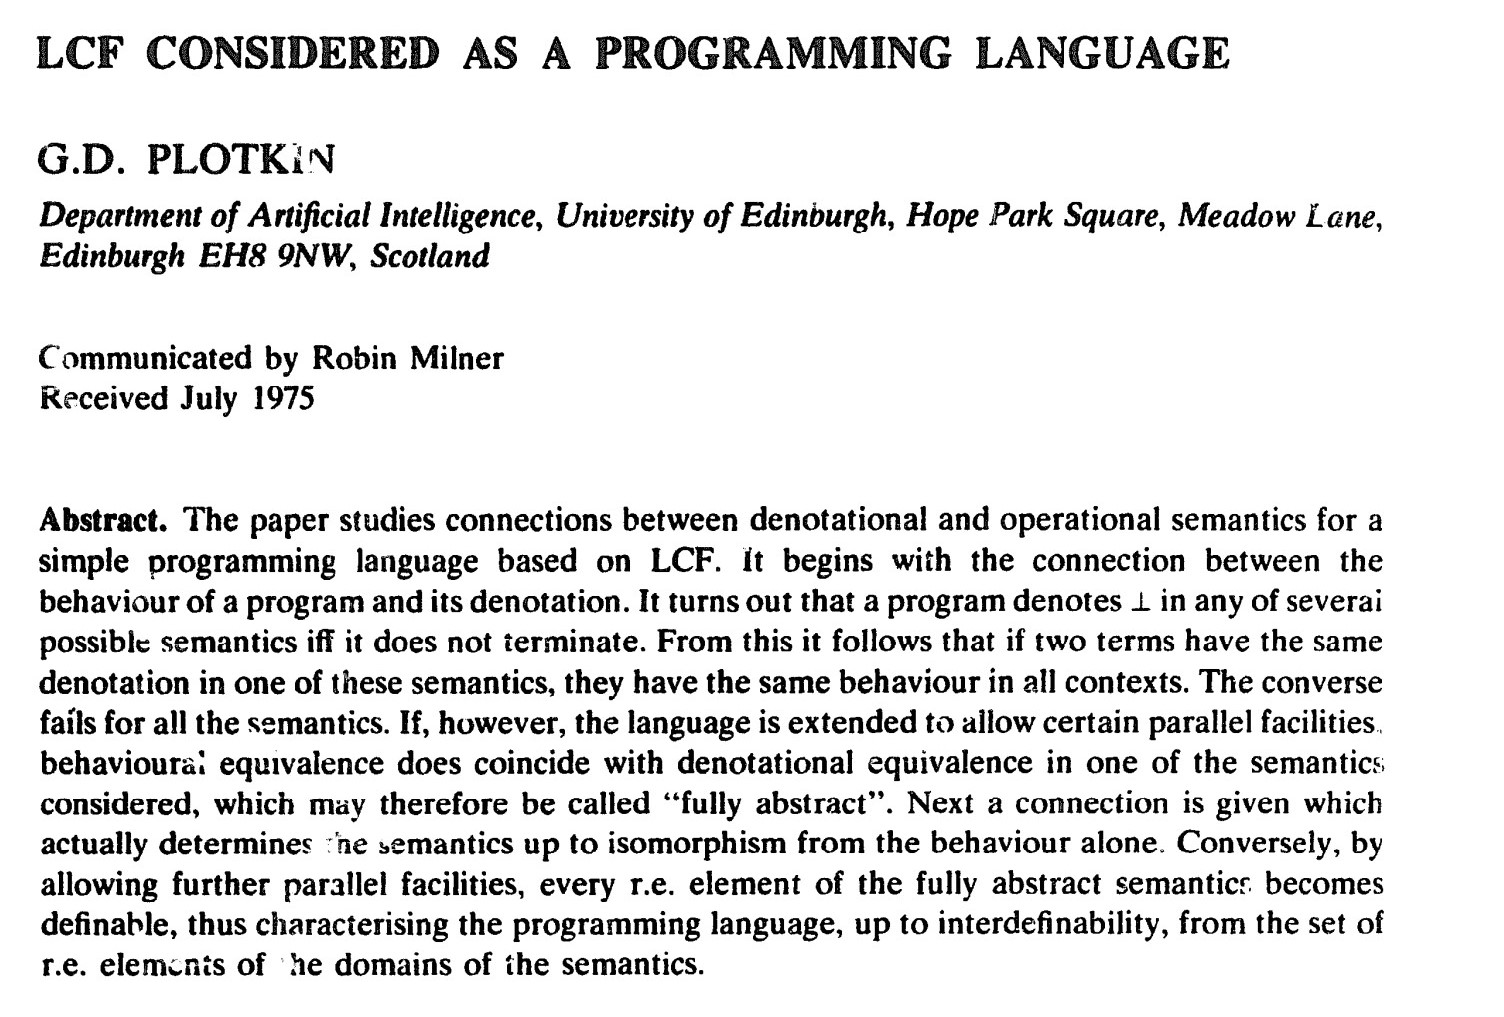 LCF CONSIDERED AS A PROGRAMMING LANGUAGE
G.D. PLOTKIN
Department of Artificial Intelligence, University of Edinburgh, Hope Park Square, Meadow Lane,
Edinburgh EH8 9NW, Scotland
Communicated by Robin Milner
Received July 1975
Abstract. The paper studies connections between denotational and operational semantics for a
simple programming language based on LCF. It begins with the connection between the
behaviour of a program and its denotation. It turns out that a program denotes ⊥ in any of several
possible semantics iff it does not terminate. From this it follows that if two terms have the same
denotation in one of these semantics, they have the same behaviour in all contexts. The converse
fails for all the semantics. If, however, the language is extended to allow certain parallel facilities,
behavioural equivalence does coincide with denotational equivalence in one of the semantics
considered, which may therefore be called “fully abstract”. Next a connection is given which
actually determines the semantics up to isomorphism from the behaviour alone. Conversely, by
allowing further parallel facilities, every r.e. element of the fully abstract semantics becomes
definable, thus characterising the programming language, up to interdefinability, from the set of
r.e. elements of the domains of the semantics.